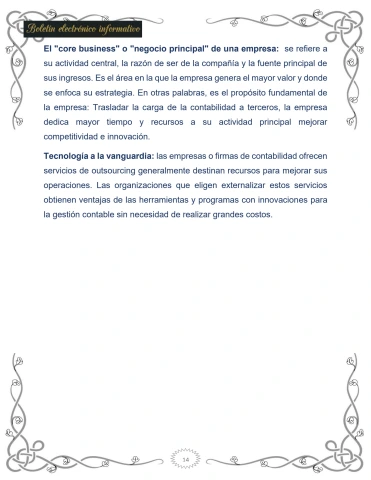 Boletín electrónico informativo
El "core business" o "negocio principal" de una empresa: se refiere a
su actividad central, la razón de ser de la compañía y la fuente principal de
sus ingresos. Es el área en la que la empresa genera el mayor valor y donde
se enfoca su estrategia. En otras palabras, es el propósito fundamental de
la empresa: Trasladar la carga de la contabilidad a terceros, la empresa
dedica mayor tiempo y recursos a su actividad principal mejorar
competitividad e innovación.
Tecnología a la vanguardia: las empresas o firmas de contabilidad ofrecen
servicios de outsourcing generalmente destinan recursos para mejorar sus
operaciones. Las organizaciones que eligen externalizar estos servicios
obtienen ventajas de las herramientas y programas con innovaciones para
la gestión contable sin necesidad de realizar grandes costos.
14